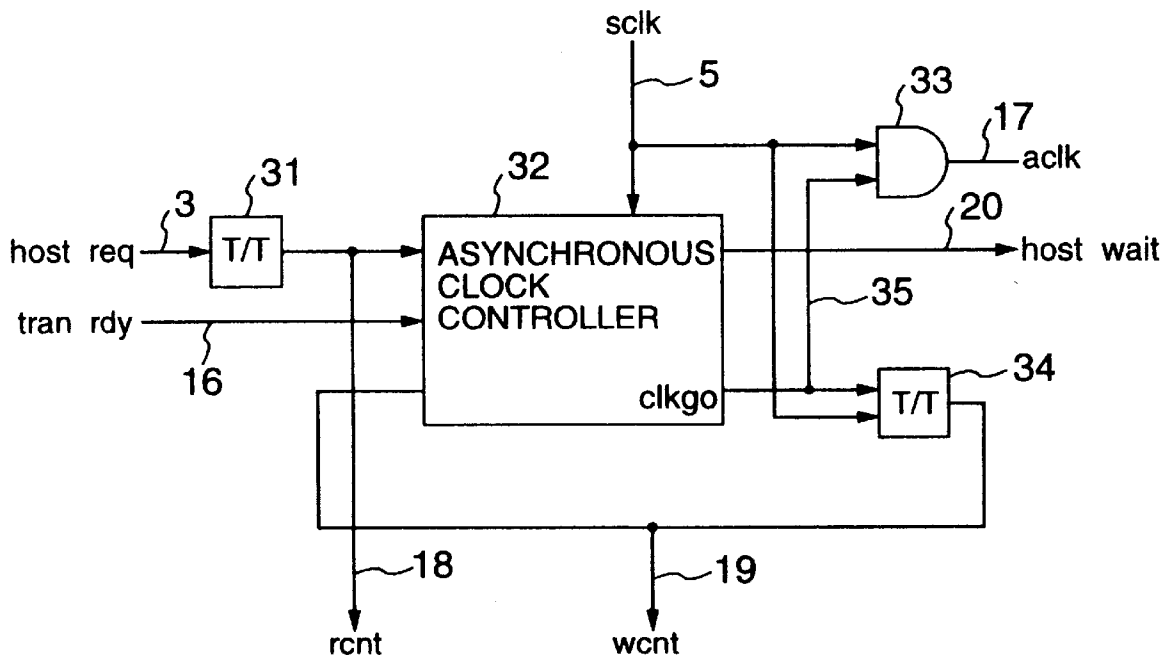 sclk
5
33
17
aclk
31
32
3
host req
T/T
20
ASYNCHRONOUS
CLOCK
CONTROLLER
host wait
35
tran rdy
16
34
clkgo
T/T
18
19
rcnt
wcnt